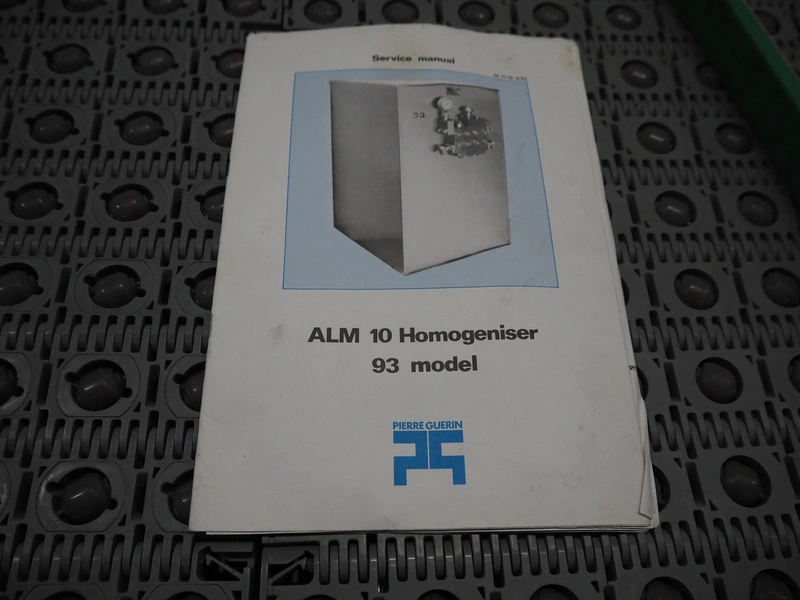 Service manual
ALM 10 Homogeniser
93 model
PIERRE GUERIN